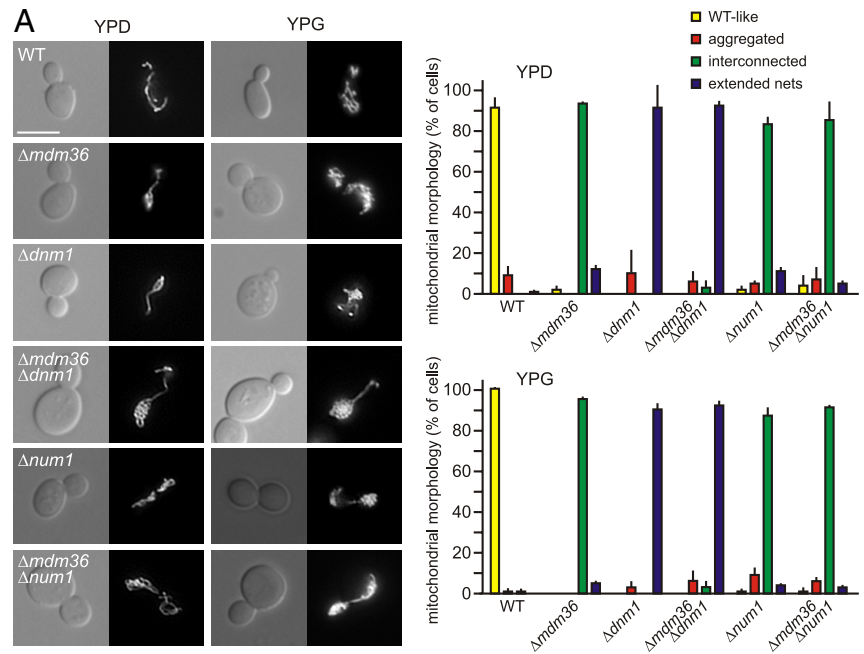 A
YPD
YPG
WT
Δmdm36
Δdnm1
Δmdm36
Δdnm1
Δnum1
Δmdm36
Δnum1
WT-like
aggregated
interconnected
extended nets
YPD
mitochondrial morphology (% of cells)
100
80
60
40
20
0
WT
Δmdm36
Δdnm1
Δmdm36
Δdnm1
Δnum1
Δmdm36
Δnum1
YPG
mitochondrial morphology (% of cells)
100
80
60
40
20
0
WT
Δmdm36
Δdnm1
Δmdm36
Δdnm1
Δnum1
Δmdm36
Δnum1